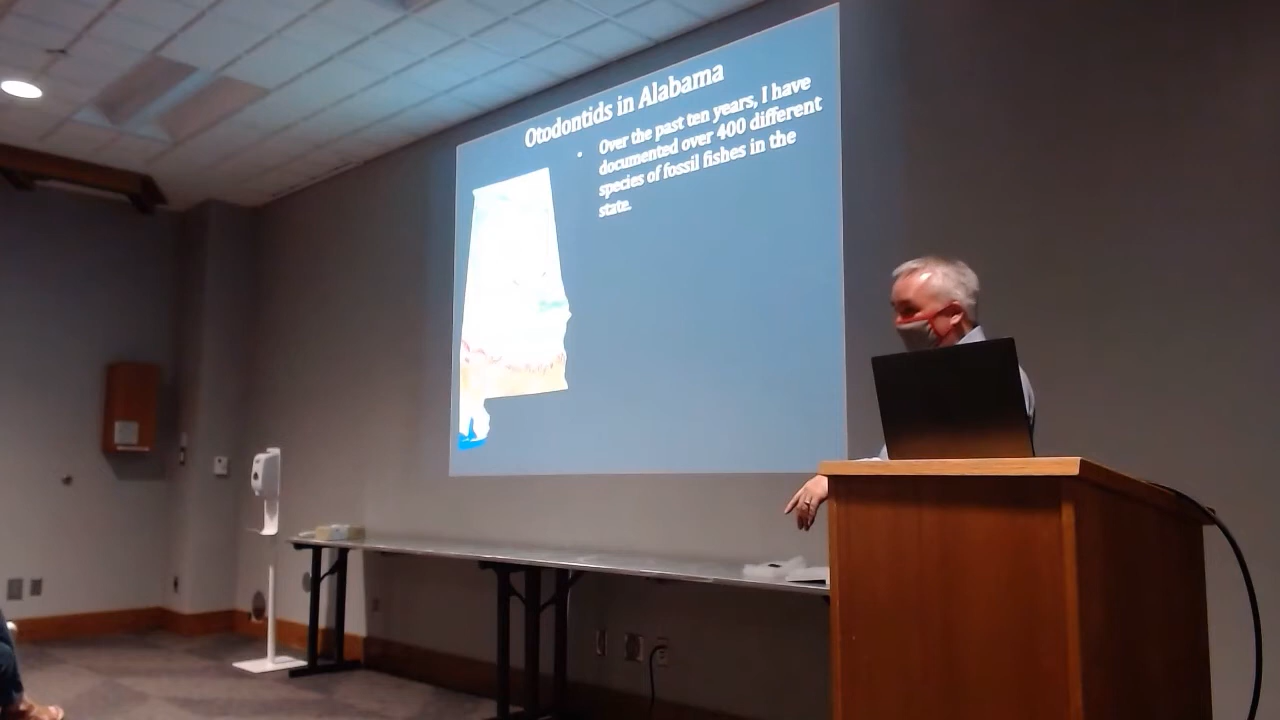 Otodontids in Alabama
• Over the past ten years, I have
documented over 400 different
species of fossil fishes in the
state.